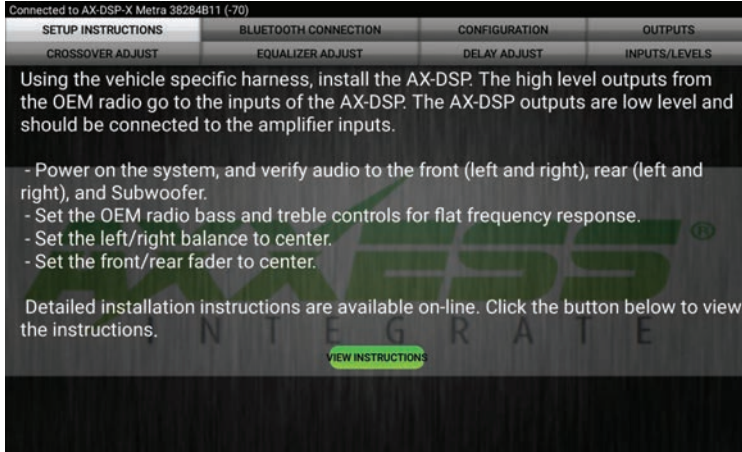 Connected to AX-DSP-X Metra 38284B11 (-70)
SETUP INSTRUCTIONS BLUETOOTH CONNECTION CONFIGURATION OUTPUTS
CROSSOVER ADJUST EQUALIZER ADJUST DELAY ADJUST INPUTS/LEVELS
Using the vehicle specific harness, install the AX-DSP. The high level outputs from
the OEM radio go to the inputs of the AX-DSP. The AX-DSP outputs are low level and
should be connected to the amplifier inputs.
- Power on the system, and verify audio to the front (left and right), rear (left and
right), and Subwoofer.
- Set the OEM radio bass and treble controls for flat frequency response.
- Set the left/right balance to center.
- Set the front/rear fader to center.
AXXESS®
Detailed installation instructions are available on-line. Click the button below to view
the instructions.
INTEGRATE
VIEW INSTRUCTIONS